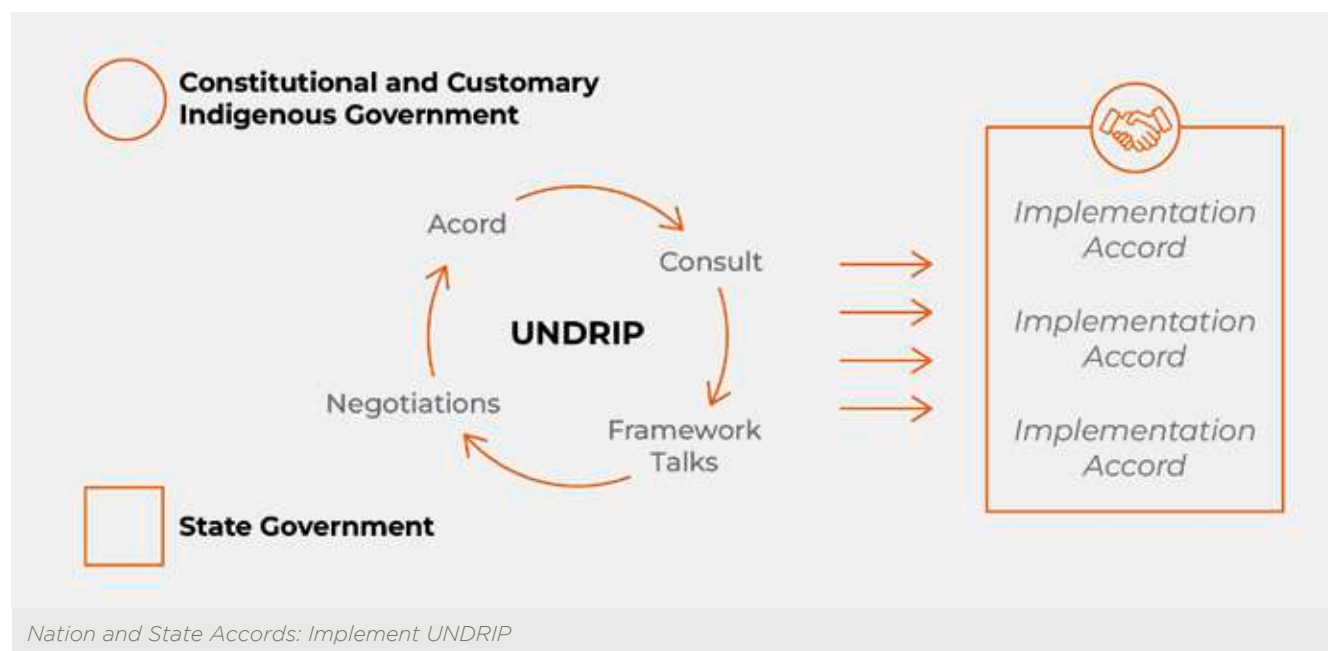 Constitutional and Customary
Indigenous Government
Acord
Consult
UNDRIP
Negotiations
Framework
Talks
State Government
Implementation
Accord
Implementation
Accord
Implementation
Accord
Nation and State Accords: Implement UNDRIP